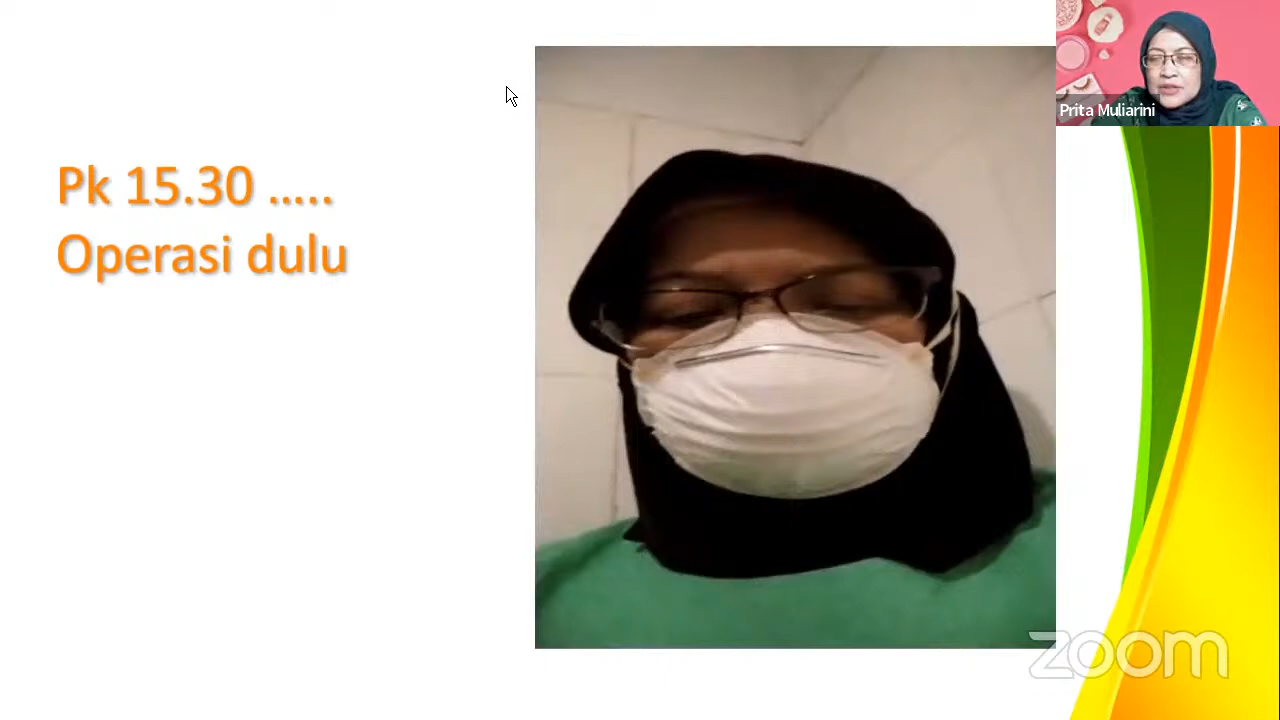 Prita Muliarini
Pk 15.30 .....
Operasi dulu
zoom